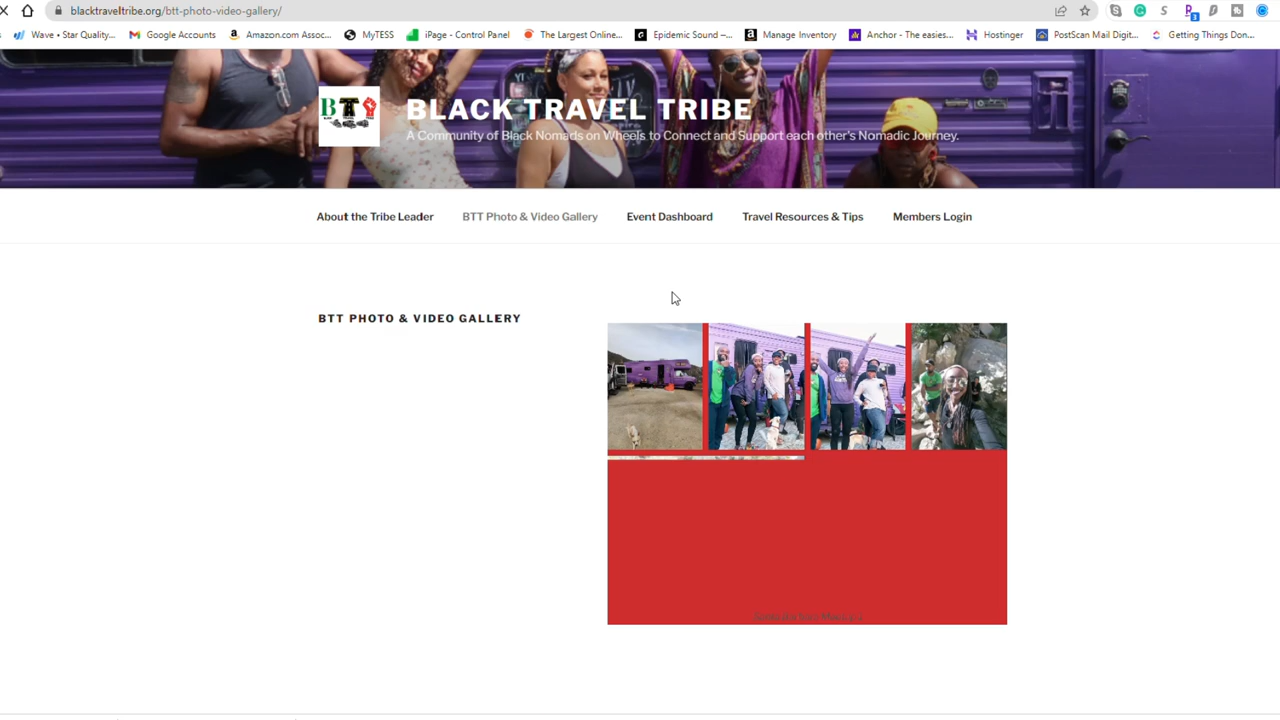 blacktraveltribe.org/btt-photo-video-gallery/
3
Wave • Star Quality... Google Accounts Amazon.com Assoc... MyTESS iPage - Control Panel The Largest Online... Epidemic Sound –... Manage Inventory Anchor - The easies... Hostinger PostScan Mail Digit... Getting Things Don...
BTT
BLACK TRAVEL TRIBE
A Community of Black Nomads on Wheels to Connect and Support each other's Nomadic Journey.
About the Tribe Leader BTT Photo & Video Gallery Event Dashboard Travel Resources & Tips Members Login
BTT PHOTO & VIDEO GALLERY